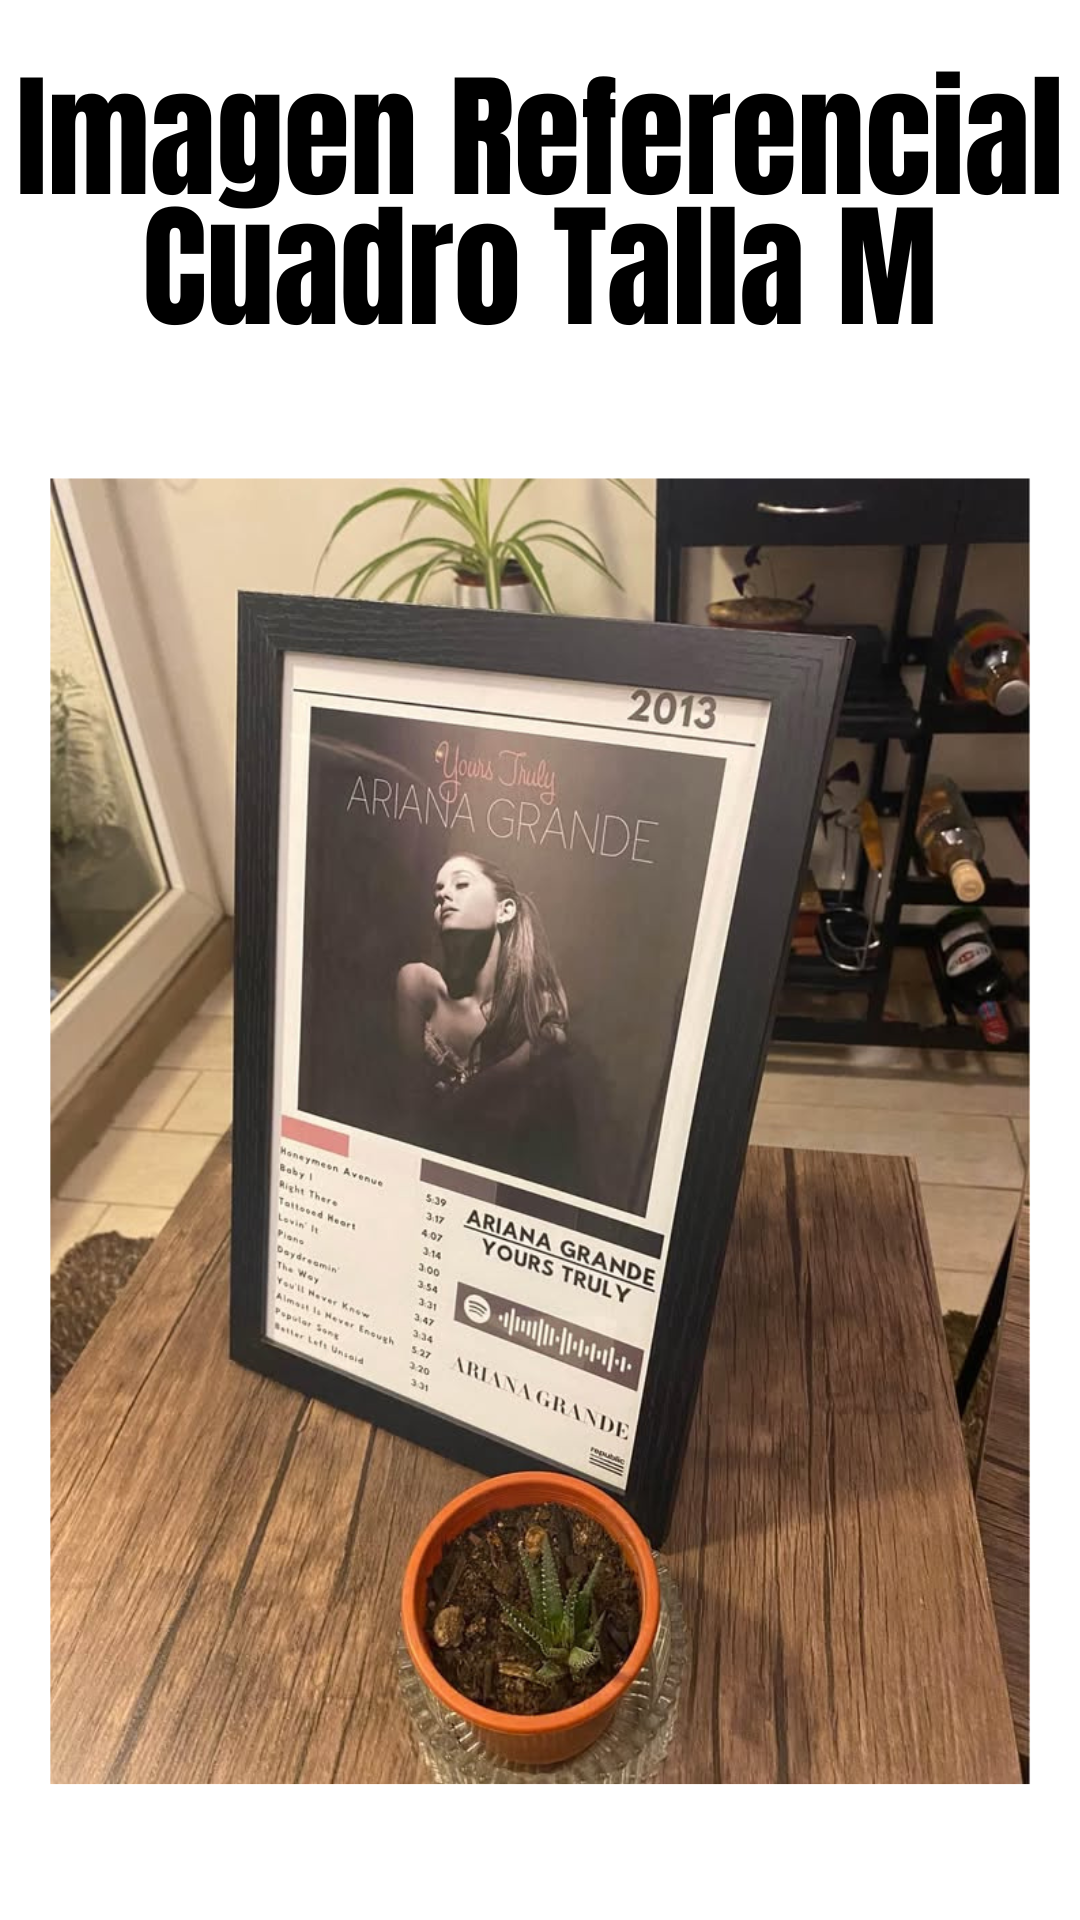 Imagen Referencial
Cuadro Talla M
2013
Yours Truly
ARIANA GRANDE
Honeymoon Avenue 5:39
Baby I 3:17
Right There 4:07
Tattooed Heart 3:14
Lovin' It 3:00
Piano 3:54
Daydreamin' 3:31
The Way 3:47
You'll Never Know 3:34
Almost Is Never Enough 5:27
Popular Song 3:20
Better Left Unsaid 3:31
ARIANA GRANDE
YOURS TRULY
ARIANA GRANDE
republic